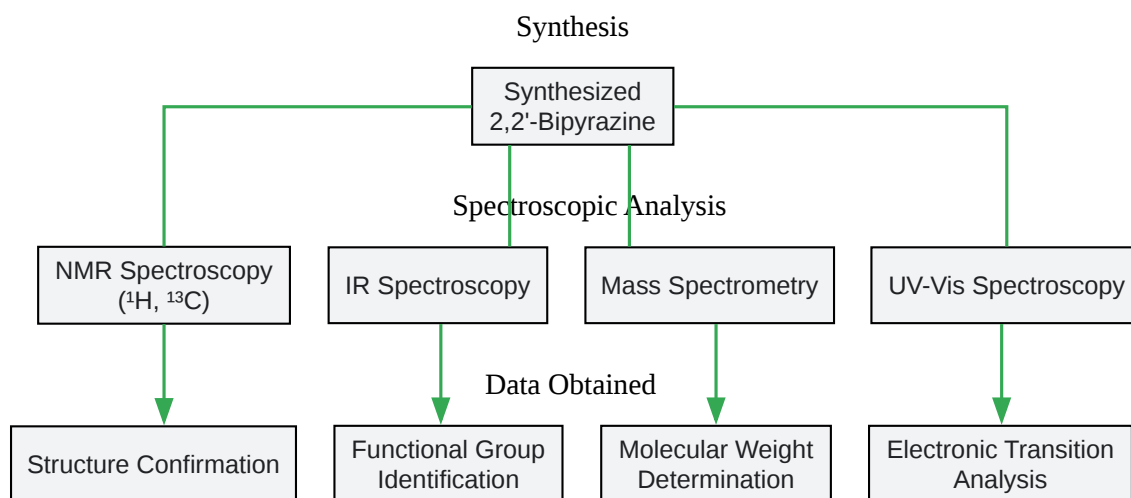 Synthesis
Synthesized
2,2'-Bipyrazine
Spectroscopic Analysis
NMR Spectroscopy
(¹H, ¹³C)
IR Spectroscopy
Mass Spectrometry
UV-Vis Spectroscopy
Data Obtained
Structure Confirmation
Functional Group
Identification
Molecular Weight
Determination
Electronic Transition
Analysis